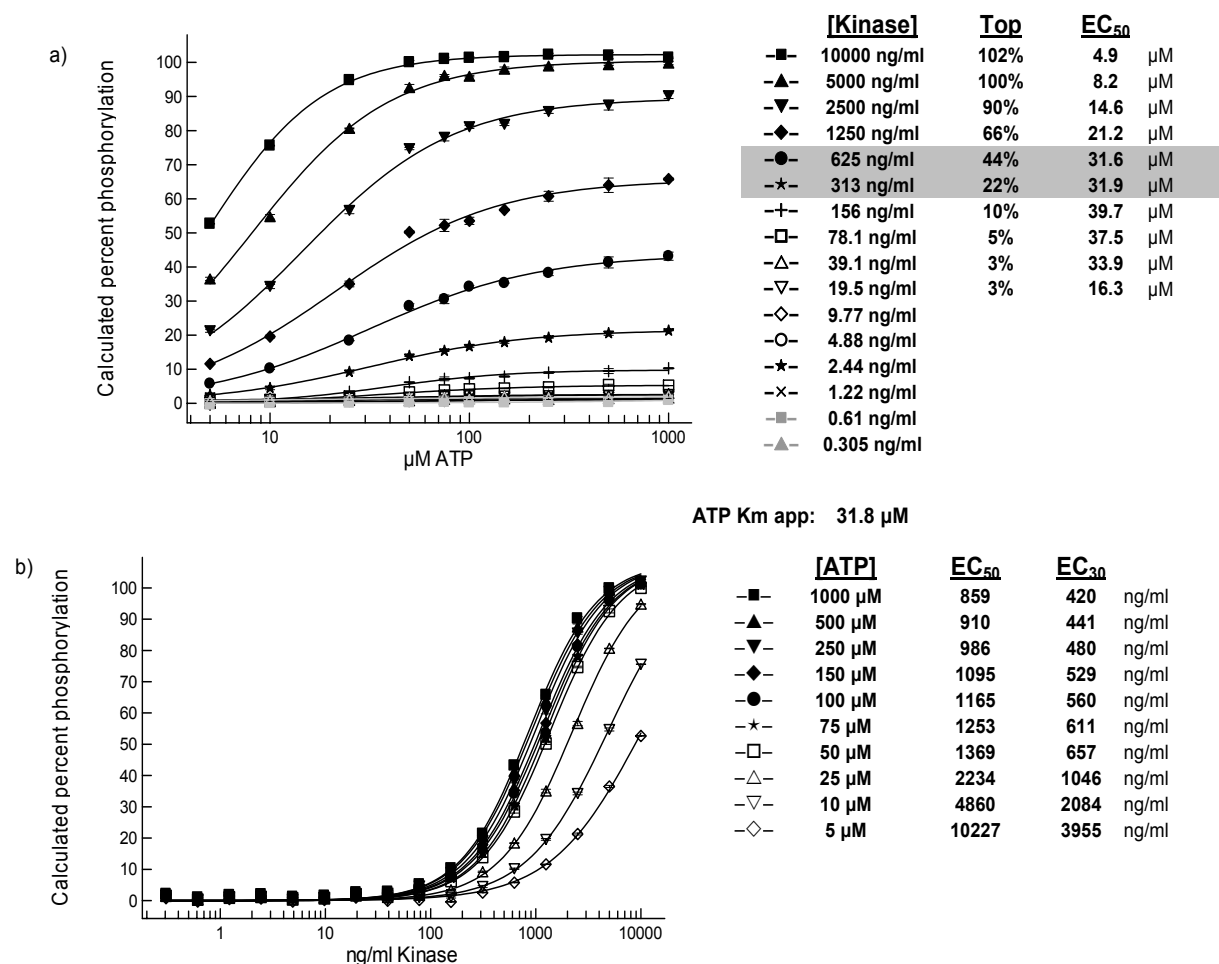 a)
Calculated percent phosphorylation
100
90
80
70
60
50
40
30
20
10
0
10 100 1000
µM ATP
[Kinase] Top EC50
10000 ng/ml 102% 4.9 µM
5000 ng/ml 100% 8.2 µM
2500 ng/ml 90% 14.6 µM
1250 ng/ml 66% 21.2 µM
625 ng/ml 44% 31.6 µM
313 ng/ml 22% 31.9 µM
156 ng/ml 10% 39.7 µM
78.1 ng/ml 5% 37.5 µM
39.1 ng/ml 3% 33.9 µM
19.5 ng/ml 3% 16.3 µM
9.77 ng/ml
4.88 ng/ml
2.44 ng/ml
1.22 ng/ml
0.61 ng/ml
0.305 ng/ml
ATP Km app: 31.8 µM
b)
Calculated percent phosphorylation
100
90
80
70
60
50
40
30
20
10
0
1 10 100 1000 10000
ng/ml Kinase
[ATP] EC50 EC30
1000 µM 859 420 ng/ml
500 µM 910 441 ng/ml
250 µM 986 480 ng/ml
150 µM 1095 529 ng/ml
100 µM 1165 560 ng/ml
75 µM 1253 611 ng/ml
50 µM 1369 657 ng/ml
25 µM 2234 1046 ng/ml
10 µM 4860 2084 ng/ml
5 µM 10227 3955 ng/ml